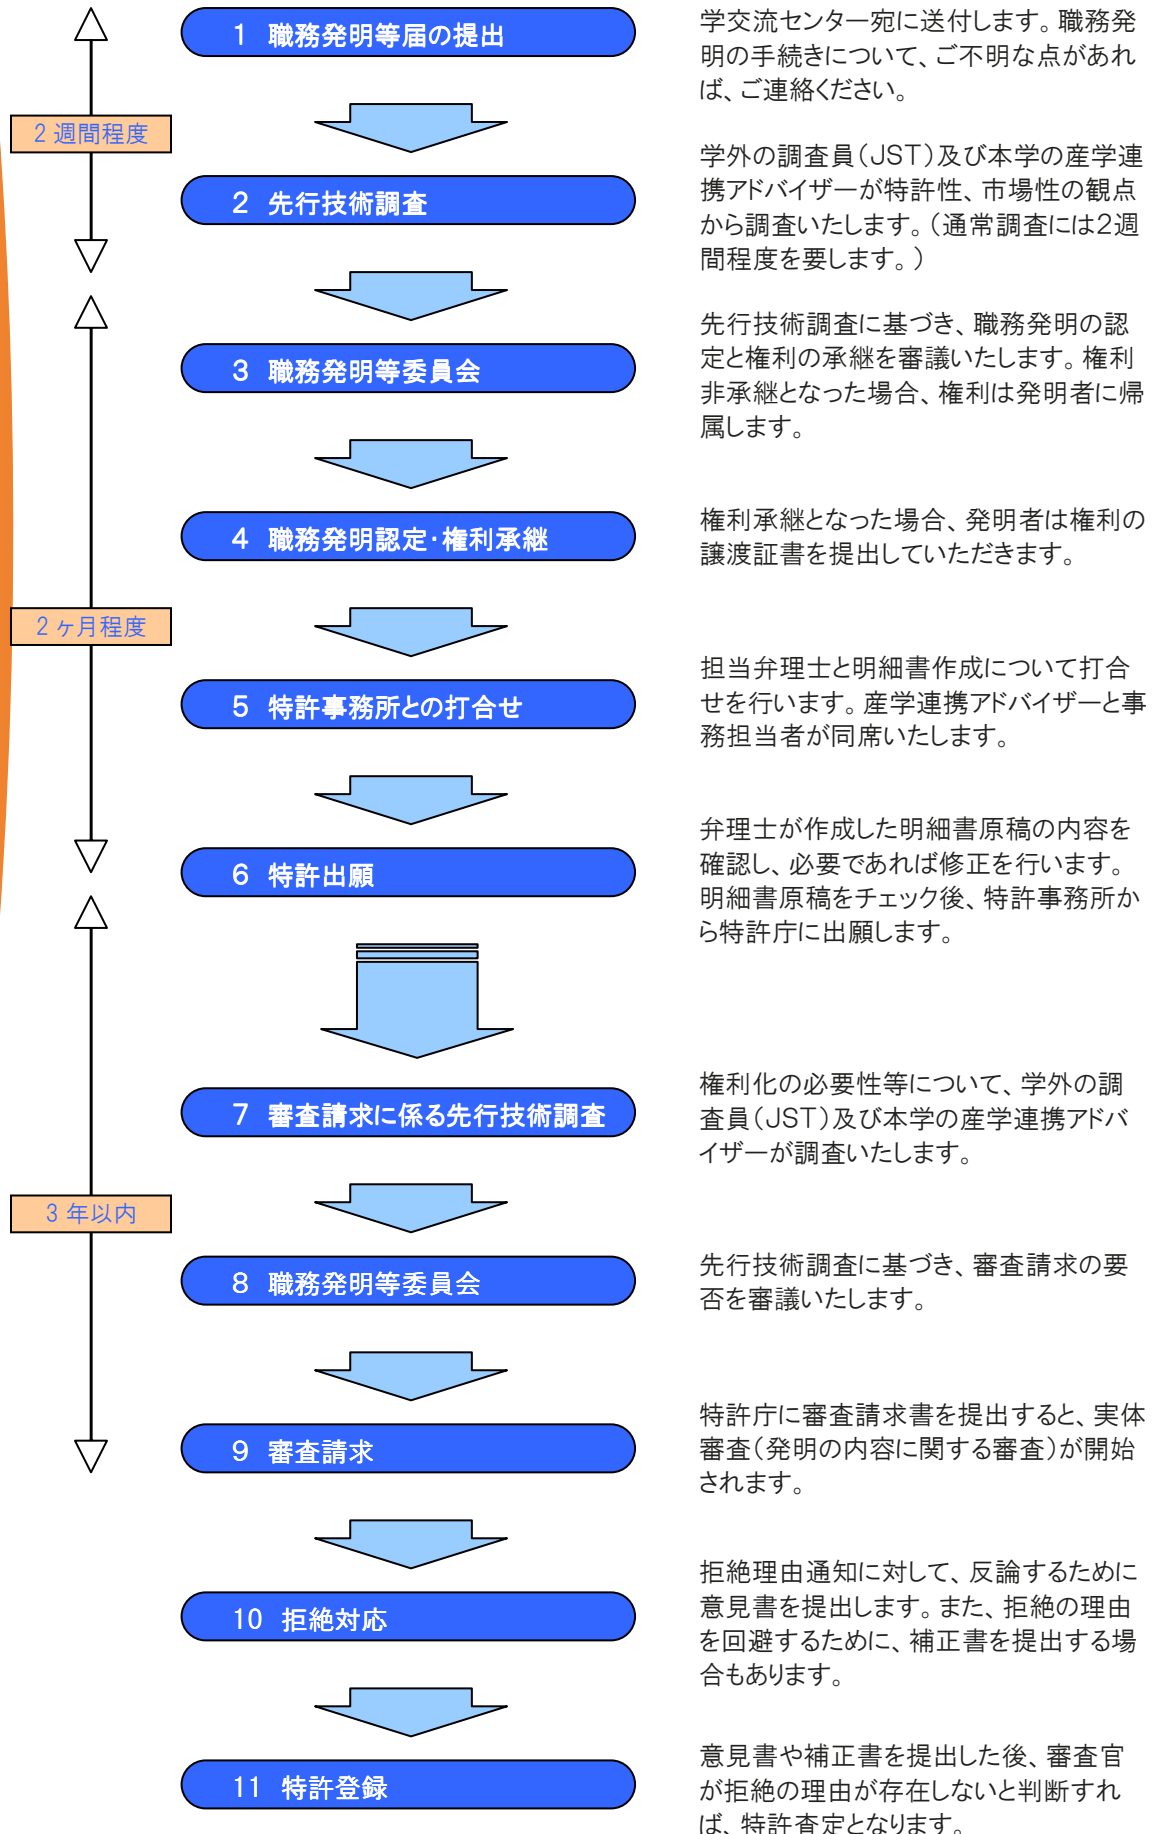 1 職務発明等届の提出
学交流センター宛に送付します。職務発
明の手続きについて、ご不明な点があれ
ば、ご連絡ください。
2 週間程度
2 先行技術調査
学外の調査員（JST）及び本学の産学連
携アドバイザーが特許性、市場性の観点
から調査いたします。（通常調査には2週
間程度を要します。）
3 職務発明等委員会
先行技術調査に基づき、職務発明の認
定と権利の承継を審議いたします。権利
非承継となった場合、権利は発明者に帰
属します。
4 職務発明認定・権利承継
権利承継となった場合、発明者は権利の
譲渡証書を提出していただきます。
2 ヶ月程度
5 特許事務所との打合せ
担当弁理士と明細書作成について打合
せを行います。産学連携アドバイザーと事
務担当者が同席いたします。
6 特許出願
弁理士が作成した明細書原稿の内容を
確認し、必要であれば修正を行います。
明細書原稿をチェック後、特許事務所か
ら特許庁に出願します。
7 審査請求に係る先行技術調査
権利化の必要性等について、学外の調
査員（JST）及び本学の産学連携アドバ
イザーが調査いたします。
3 年以内
8 職務発明等委員会
先行技術調査に基づき、審査請求の要
否を審議いたします。
9 審査請求
特許庁に審査請求書を提出すると、実体
審査（発明の内容に関する審査）が開始
されます。
10 拒絶対応
拒絶理由通知に対して、反論するために
意見書を提出します。また、拒絶の理由
を回避するために、補正書を提出する場
合もあります。
11 特許登録
意見書や補正書を提出した後、審査官
が拒絶の理由が存在しないと判断すれ
ば、特許査定となります。